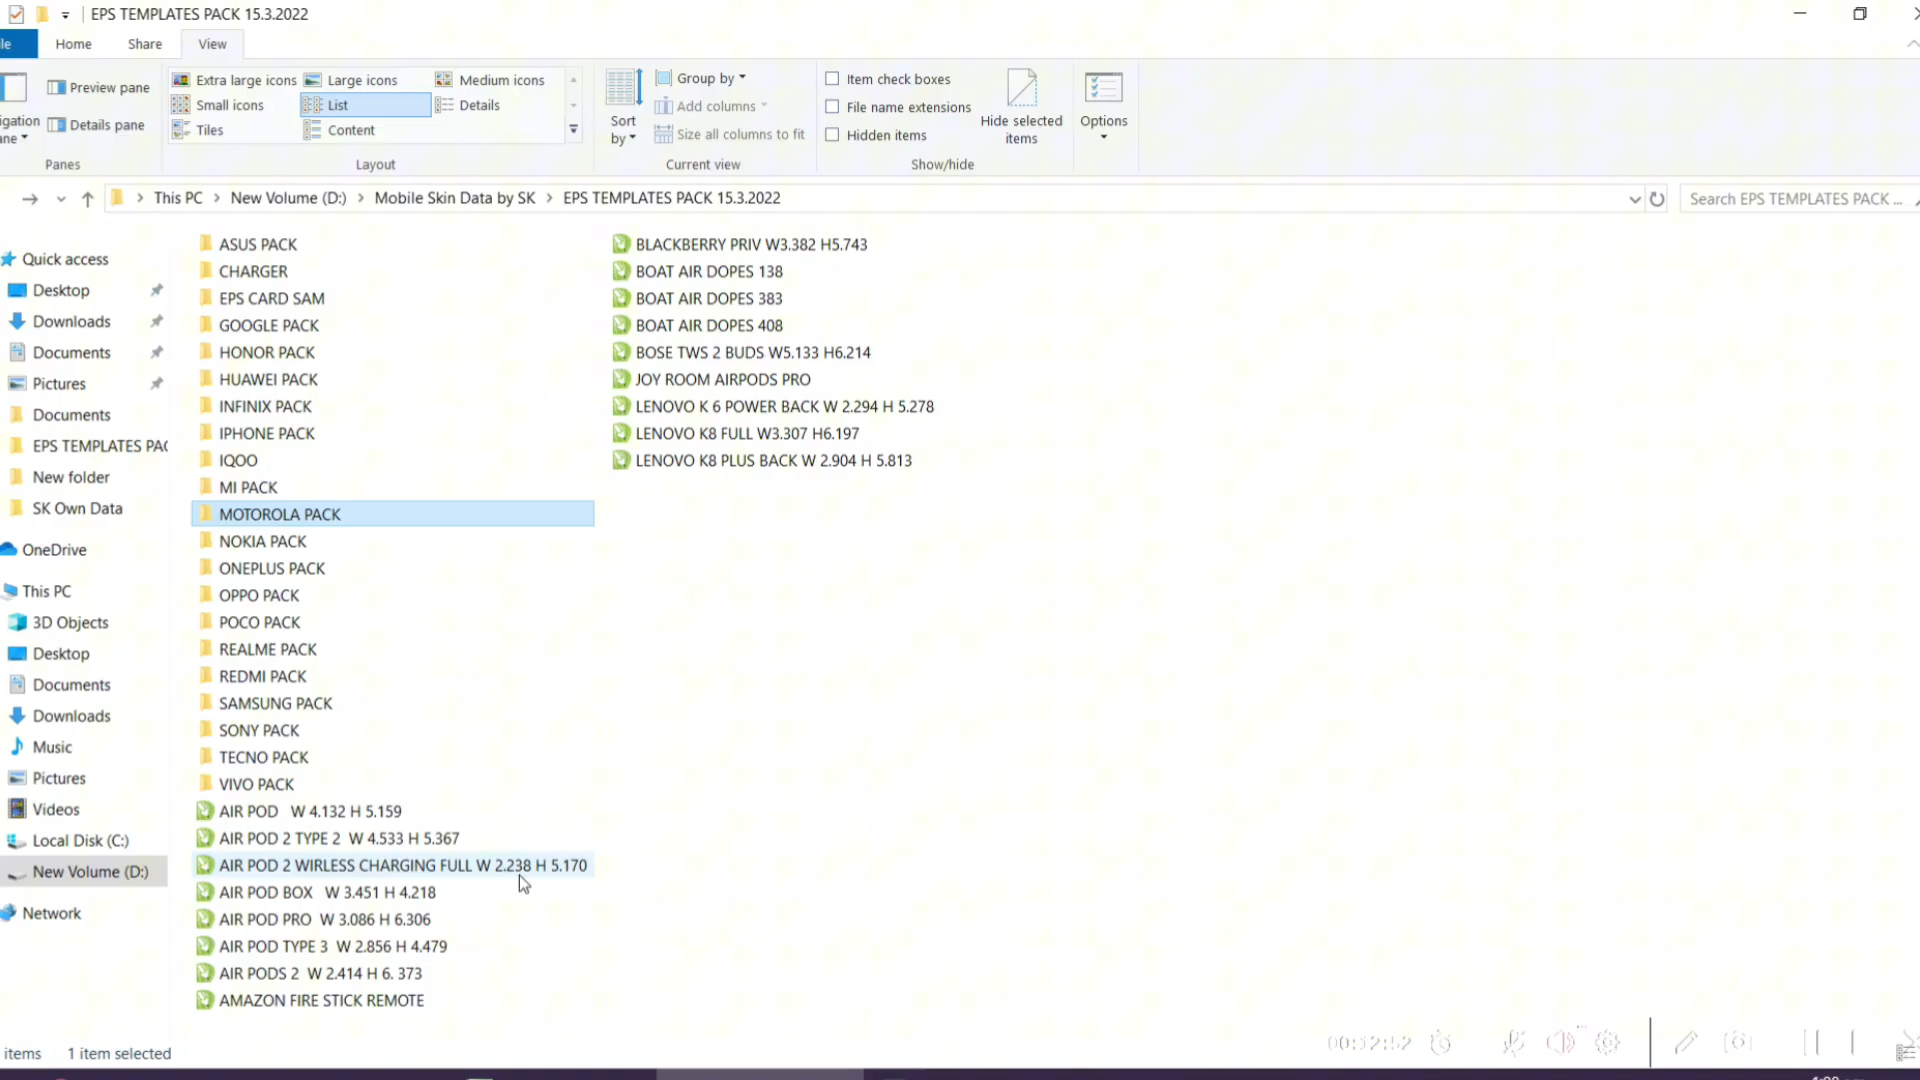 EPS TEMPLATES PACK 15.3.2022
le
Home
Share
View
igation
ane
Preview pane
Details pane
Panes
Extra large icons
Large icons
Medium icons
Small icons
List
Details
Tiles
Content
Layout
Sort
by
Group by
Add columns
Size all columns to fit
Current view
Item check boxes
File name extensions
Hidden items
Hide selected
items
Show/hide
Options
This PC
New Volume (D:)
Mobile Skin Data by SK
EPS TEMPLATES PACK 15.3.2022
Search EPS TEMPLATES PACK ...
Quick access
Desktop
Downloads
Documents
Pictures
Documents
EPS TEMPLATES PAC
New folder
SK Own Data
OneDrive
This PC
3D Objects
Desktop
Documents
Downloads
Music
Pictures
Videos
Local Disk (C:)
New Volume (D:)
Network
ASUS PACK
CHARGER
EPS CARD SAM
GOOGLE PACK
HONOR PACK
HUAWEI PACK
INFINIX PACK
IPHONE PACK
IQOO
MI PACK
MOTOROLA PACK
NOKIA PACK
ONEPLUS PACK
OPPO PACK
POCO PACK
REALME PACK
REDMI PACK
SAMSUNG PACK
SONY PACK
TECNO PACK
VIVO PACK
AIR POD   W 4.132 H 5.159
AIR POD 2 TYPE 2  W 4.533 H 5.367
AIR POD 2 WIRLESS CHARGING FULL W 2.238 H 5.170
AIR POD BOX   W 3.451 H 4.218
AIR POD PRO  W 3.086 H 6.306
AIR POD TYPE 3  W 2.856 H 4.479
AIR PODS 2  W 2.414 H 6. 373
AMAZON FIRE STICK REMOTE
BLACKBERRY PRIV W3.382 H5.743
BOAT AIR DOPES 138
BOAT AIR DOPES 383
BOAT AIR DOPES 408
BOSE TWS 2 BUDS W5.133 H6.214
JOY ROOM AIRPODS PRO
LENOVO K 6 POWER BACK W 2.294 H 5.278
LENOVO K8 FULL W3.307 H6.197
LENOVO K8 PLUS BACK W 2.904 H 5.813
items
1 item selected
00:12:52